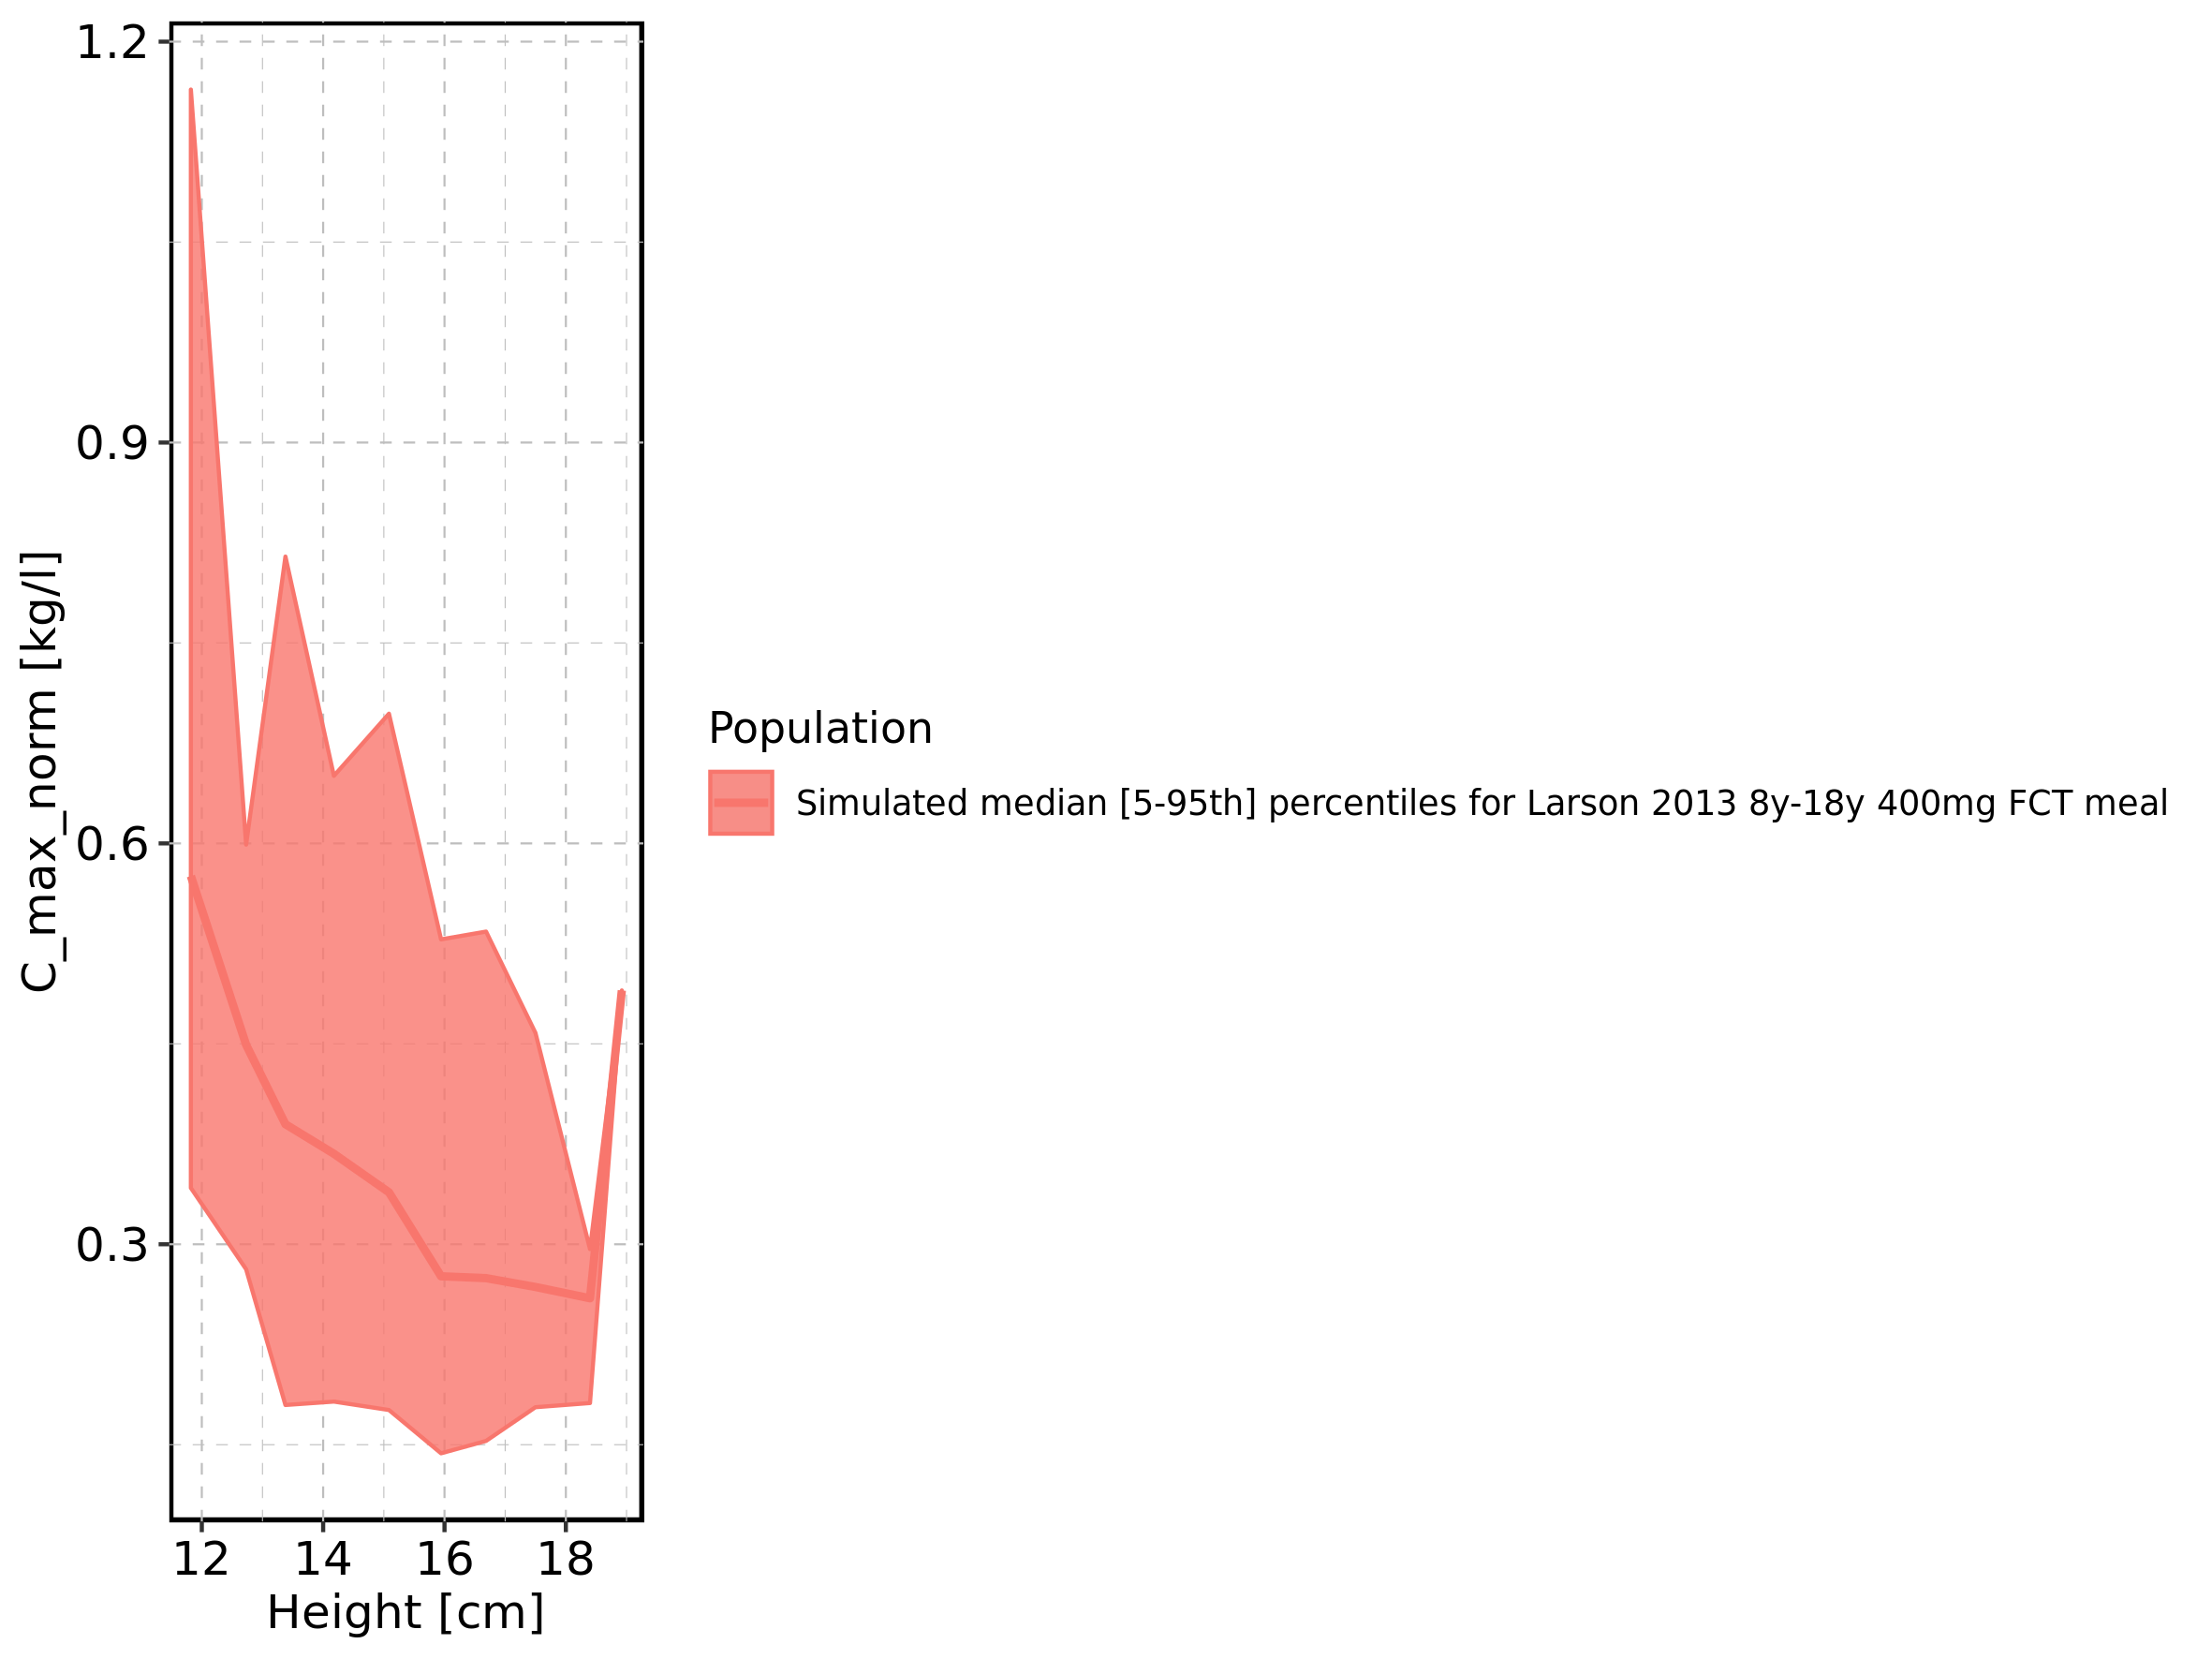 1.2
0.9
0.6
0.3
C_max_norm [kg/l]
12 14 16 18
Height [cm]
Population
Simulated median [5-95th] percentiles for Larson 2013 8y-18y 400mg FCT meal